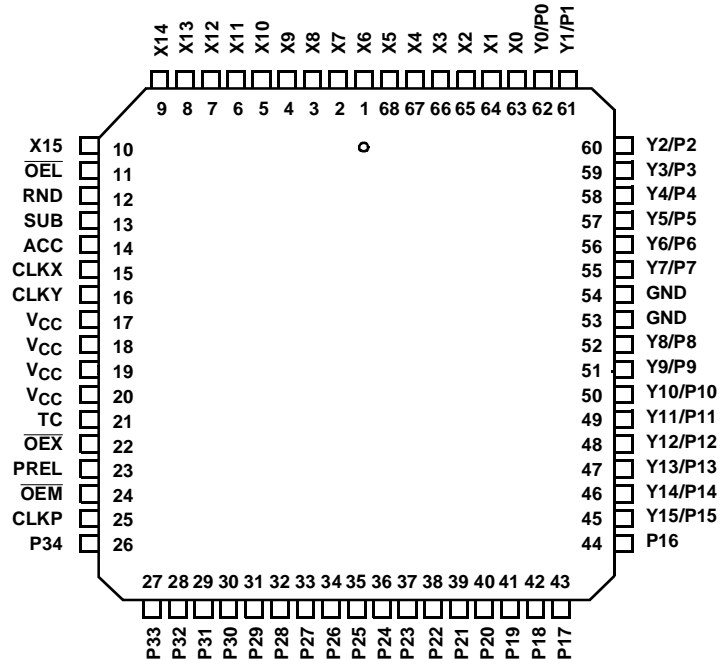 X14 X13 X12 X11 X10 X9 X8 X7 X6 X5 X4 X3 X2 X1 X0 Y0/P0 Y1/P1
9 8 7 6 5 4 3 2 1 68 67 66 65 64 63 62 61
X15 10 60 Y2/P2
OEL 11 59 Y3/P3
RND 12 58 Y4/P4
SUB 13 57 Y5/P5
ACC 14 56 Y6/P6
CLKX 15 55 Y7/P7
CLKY 16 54 GND
VCC 17 53 GND
VCC 18 52 Y8/P8
VCC 19 51 Y9/P9
VCC 20 50 Y10/P10
TC 21 49 Y11/P11
OEX 22 48 Y12/P12
PREL 23 47 Y13/P13
OEM 24 46 Y14/P14
CLKP 25 45 Y15/P15
P34 26 44 P16
27 28 29 30 31 32 33 34 35 36 37 38 39 40 41 42 43
P33 P32 P31 P30 P29 P28 P27 P26 P25 P24 P23 P22 P21 P20 P19 P18 P17